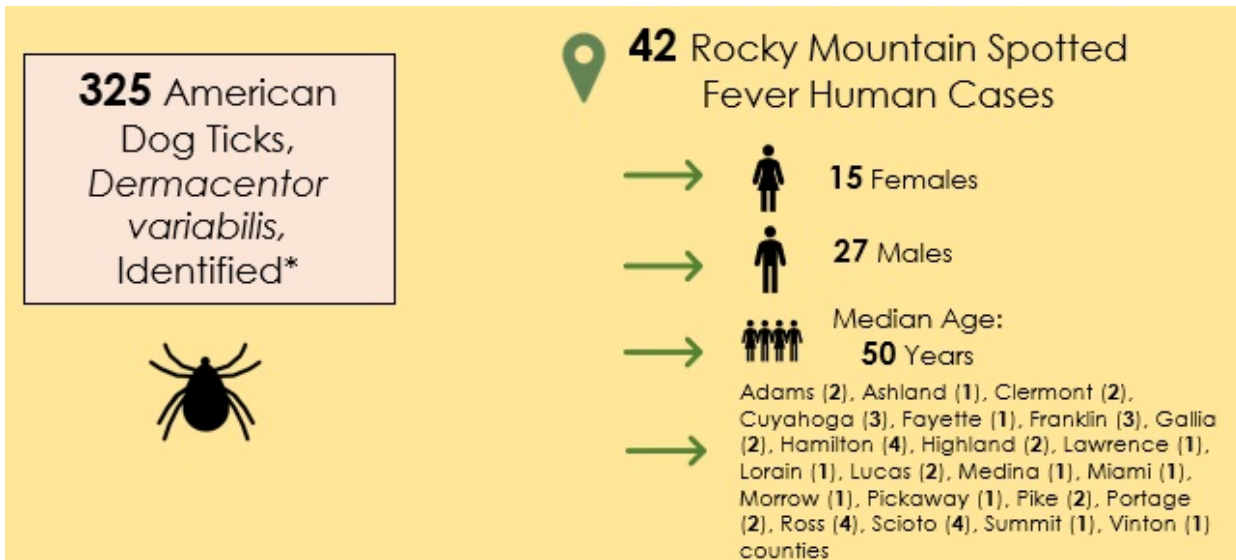 325 American
Dog Ticks,
Dermacentor
variabilis,
Identified*
42 Rocky Mountain Spotted
Fever Human Cases
15 Females
27 Males
Median Age:
50 Years
Adams (2), Ashland (1), Clermont (2),
Cuyahoga (3), Fayette (1), Franklin (3), Gallia
(2), Hamilton (4), Highland (2), Lawrence (1),
Lorain (1), Lucas (2), Medina (1), Miami (1),
Morrow (1), Pickaway (1), Pike (2), Portage
(2), Ross (4), Scioto (4), Summit (1), Vinton (1)
counties